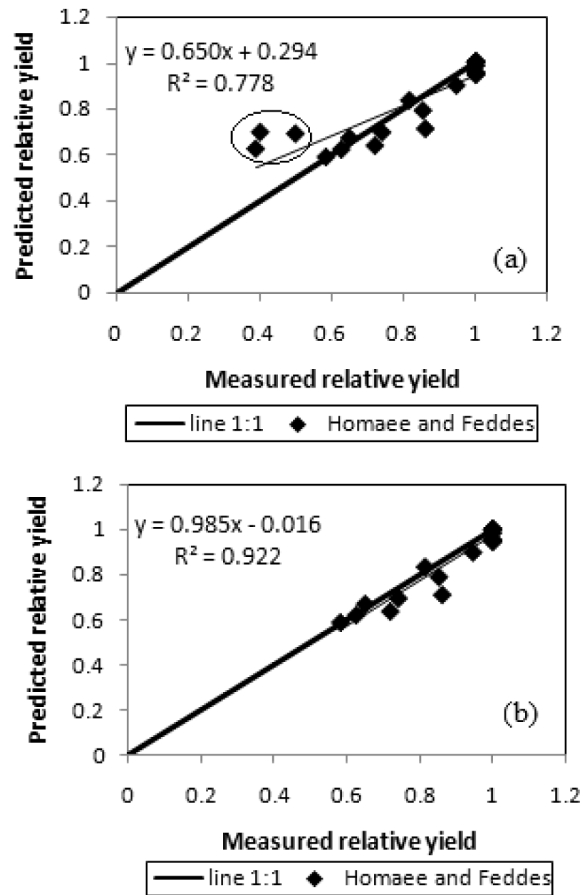 1.2
1
0.8
0.6
0.4
0.2
0
y = 0.650x + 0.294
R² = 0.778
(a)
0 0.2 0.4 0.6 0.8 1 1.2
Predicted relative yield
Measured relative yield
line 1:1 Homaee and Feddes
1.2
1
0.8
0.6
0.4
0.2
0
y = 0.985x - 0.016
R² = 0.922
(b)
0 0.2 0.4 0.6 0.8 1 1.2
Predicted relative yield
Measured relative yield
line 1:1 Homaee and Feddes